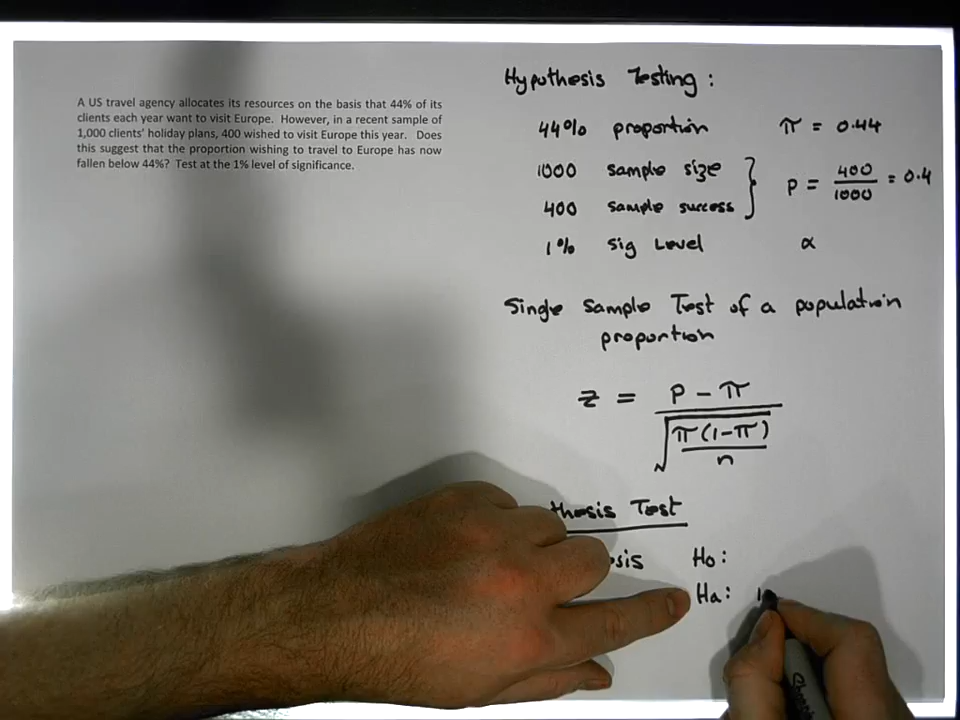 A US travel agency allocates its resources on the basis that 44% of its
clients each year want to visit Europe. However, in a recent sample of
1,000 clients' holiday plans, 400 wished to visit Europe this year. Does
this suggest that the proportion wishing to travel to Europe has now
fallen below 44%? Test at the 1% level of significance.
Hypothesis Testing :
44% proportion π = 0.44
1000 sample size
400 sample success
P = 400/1000 = 0.4
1% Sig Level α
Single Sample Test of a population
proportion
z = P - π
π(1-π)
n
thesis Test
sis Ho :
Ha :